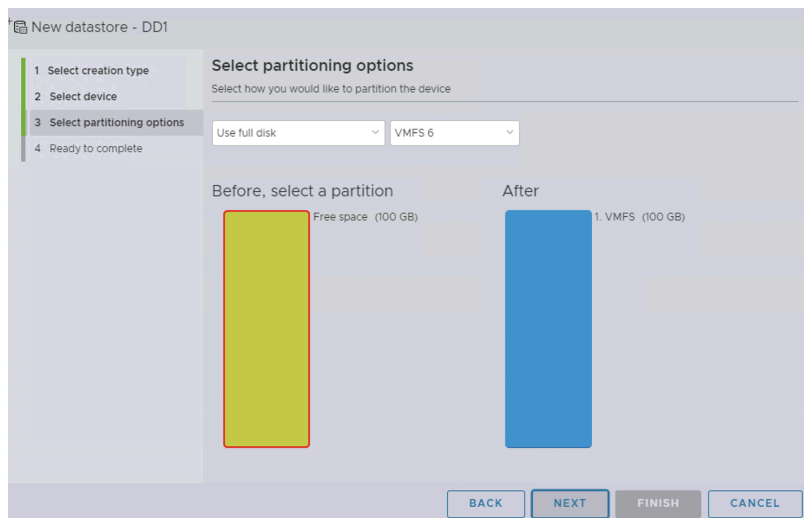 New datastore - DD1
1 Select creation type
2 Select device
3 Select partitioning options
4 Ready to complete
Select partitioning options
Select how you would like to partition the device
Use full disk
VMFS 6
Before, select a partition
Free space (100 GB)
After
1. VMFS (100 GB)
BACK
NEXT
FINISH
CANCEL